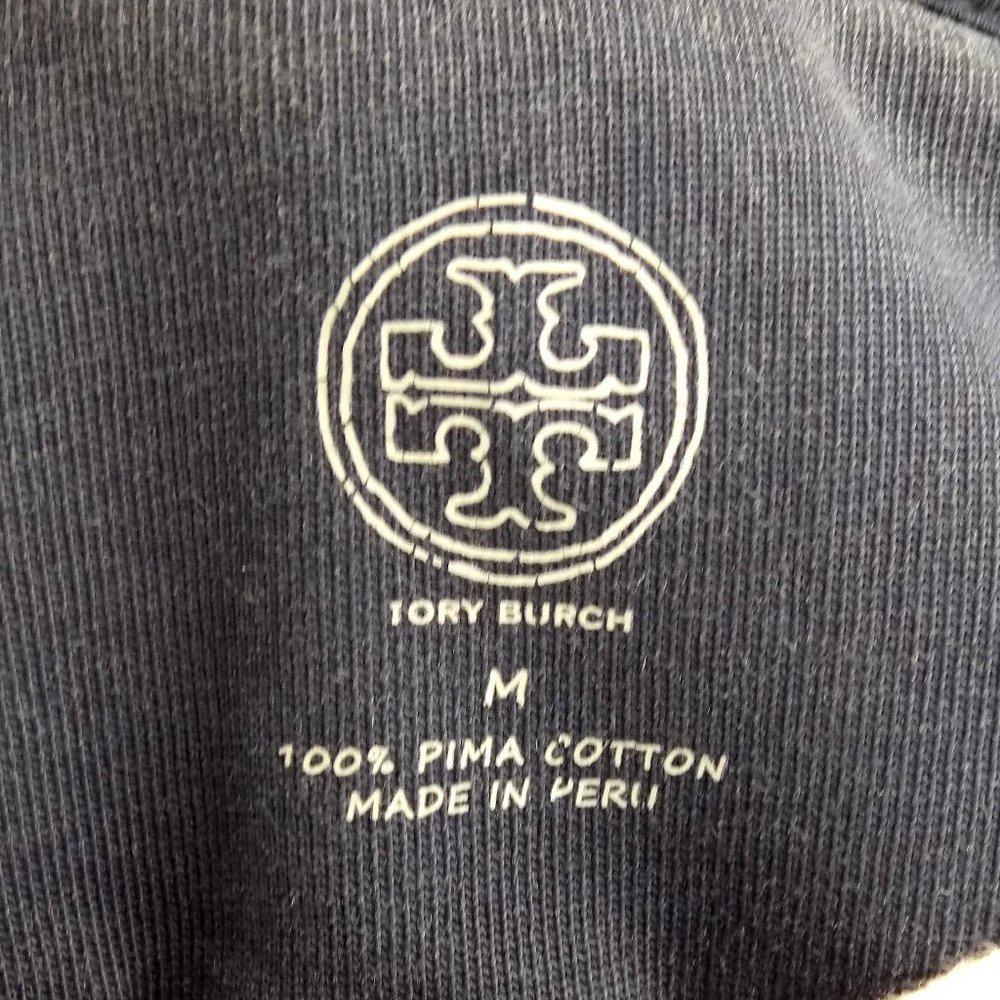 TORY BURCH
M
100% PIMA COTTON
MADE IN PERU